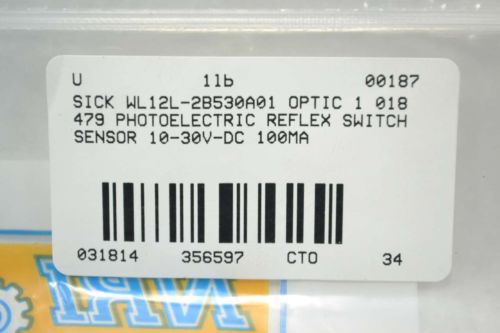 U 11b 00187
SICK WL12L-2B530A01 OPTIC 1 018
479 PHOTOELECTRIC REFLEX SWITCH
SENSOR 10-30V-DC 100MA
031814 356597 CTO 34